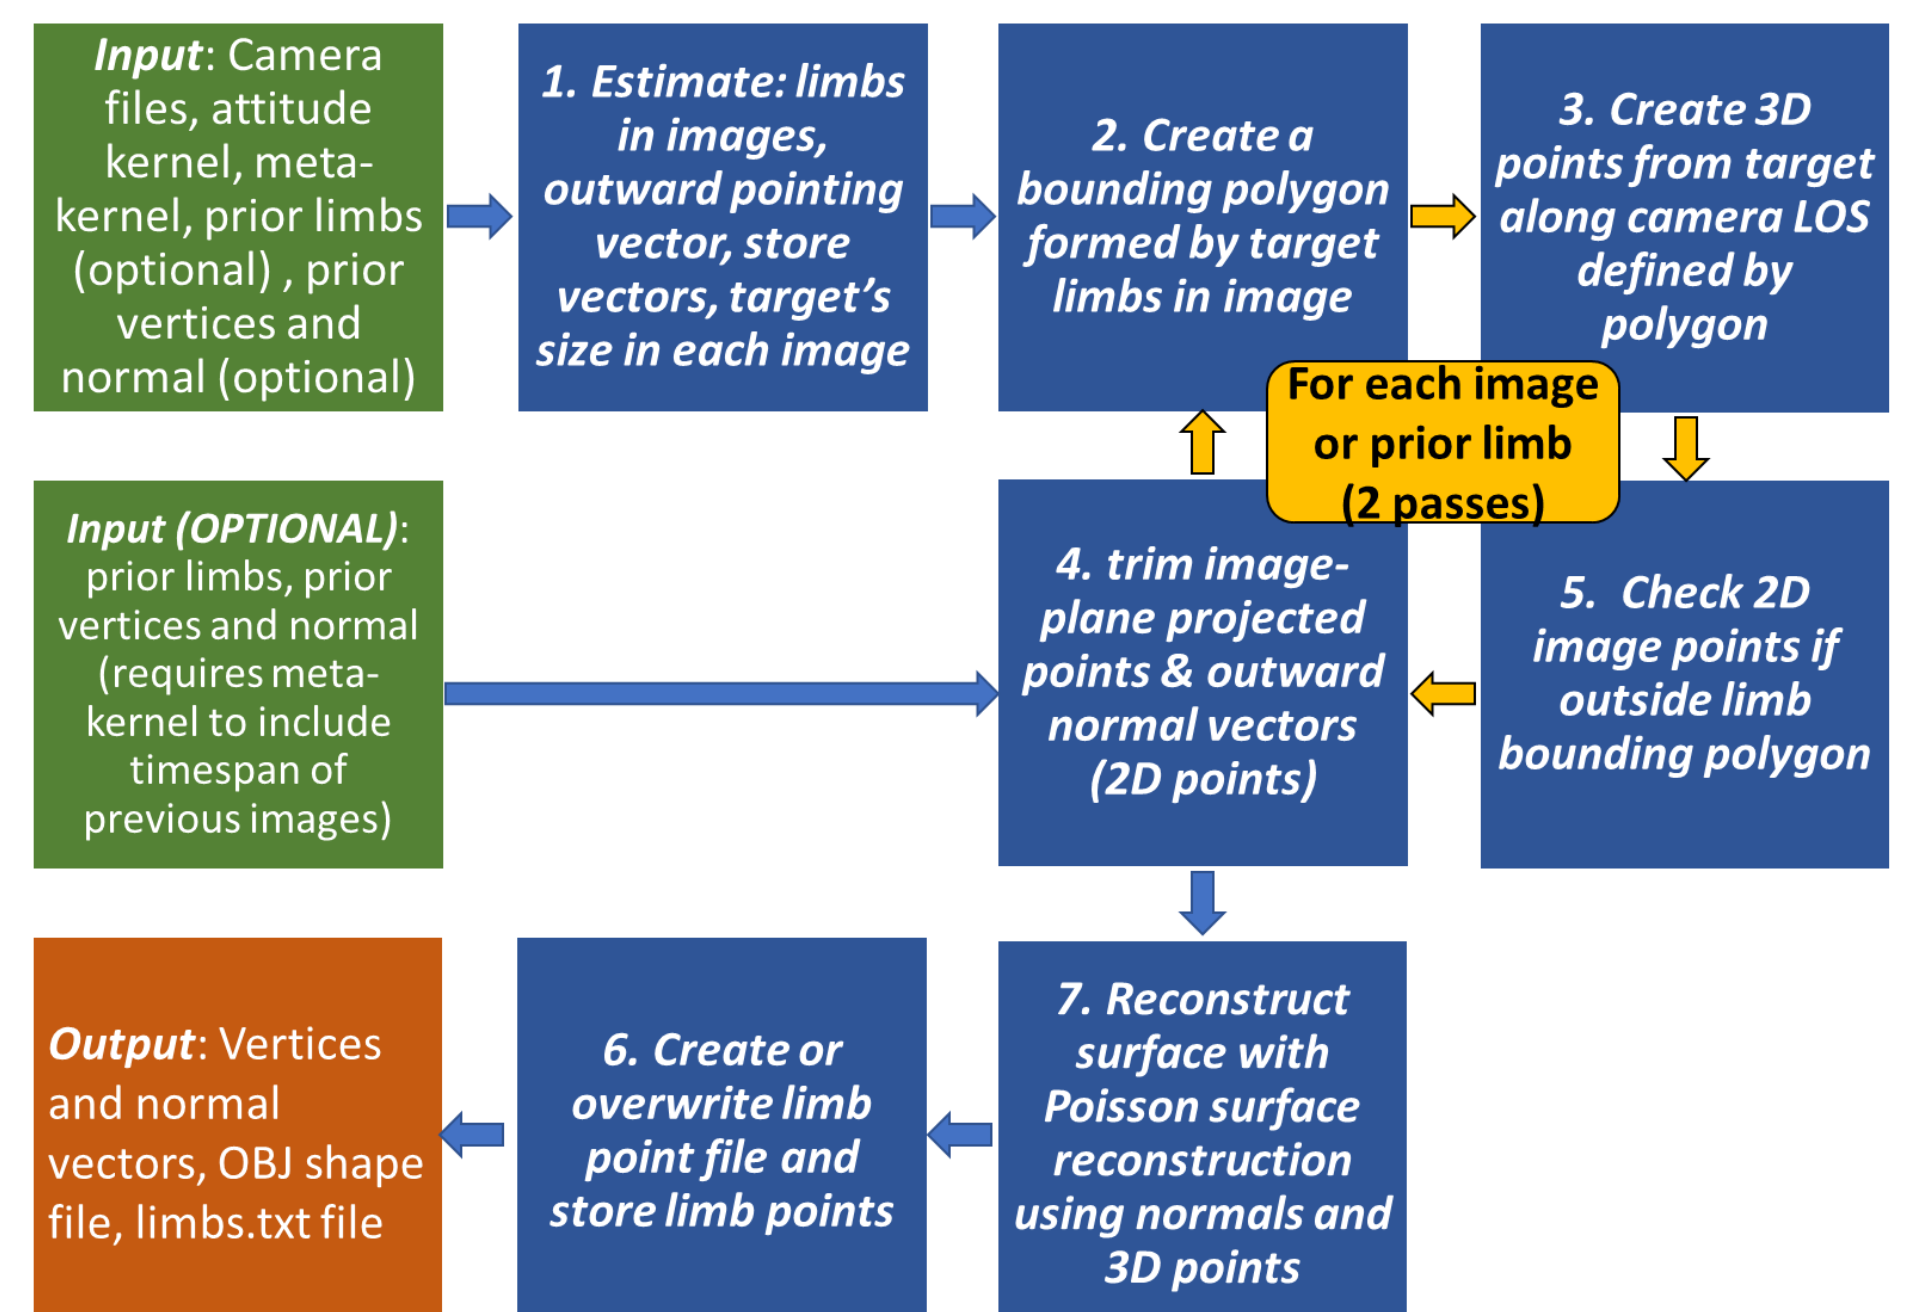 Input: Camera
files, attitude
kernel, meta-
kernel, prior limbs
(optional) , prior
vertices and
normal (optional)
1. Estimate: limbs
in images,
outward pointing
vector, store
vectors, target's
size in each image
2. Create a
bounding polygon
formed by target
limbs in image
3. Create 3D
points from target
along camera LOS
defined by
polygon
For each image
or prior limb
(2 passes)
Input (OPTIONAL):
prior limbs, prior
vertices and normal
(requires meta-
kernel to include
timespan of
previous images)
4. trim image-
plane projected
points & outward
normal vectors
(2D points)
5. Check 2D
image points if
outside limb
bounding polygon
Output: Vertices
and normal
vectors, OBJ shape
file, limbs.txt file
6. Create or
overwrite limb
point file and
store limb points
7. Reconstruct
surface with
Poisson surface
reconstruction
using normals and
3D points